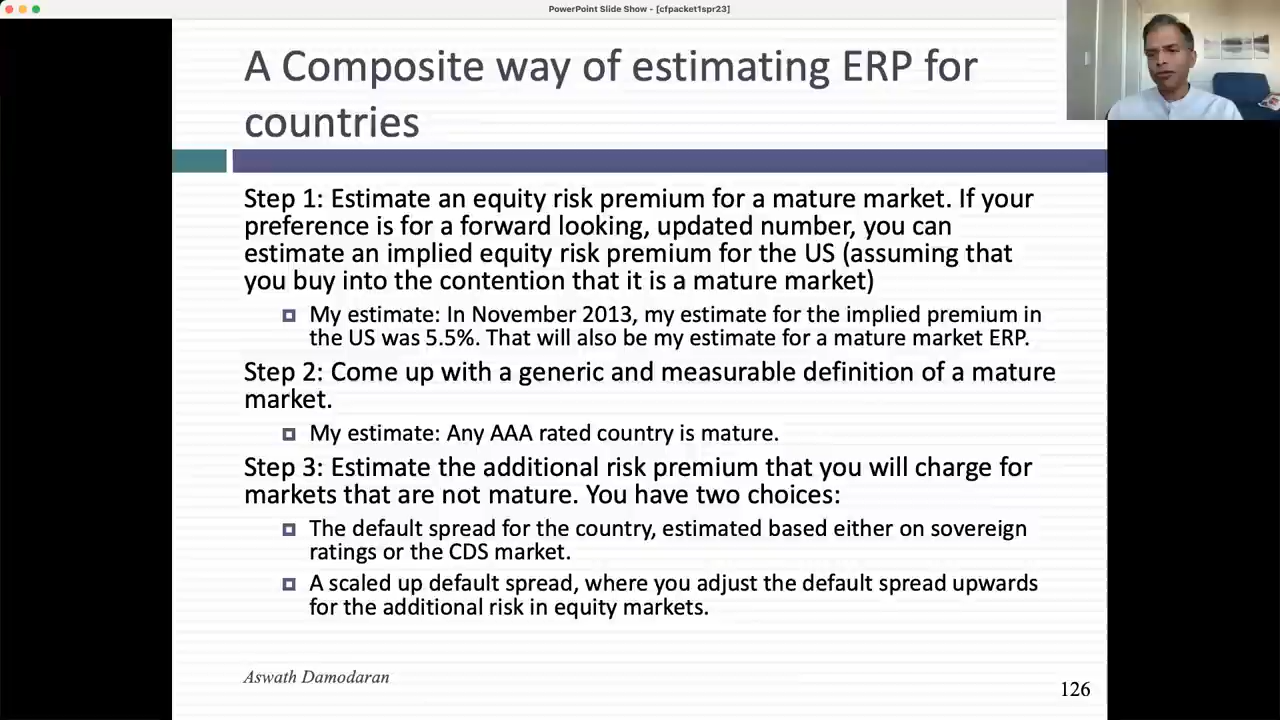 PowerPoint Slide Show - [cfpacket1spr23]
A Composite way of estimating ERP for
countries
Step 1: Estimate an equity risk premium for a mature market. If your
preference is for a forward looking, updated number, you can
estimate an implied equity risk premium for the US (assuming that
you buy into the contention that it is a mature market)
My estimate: In November 2013, my estimate for the implied premium in
the US was 5.5%. That will also be my estimate for a mature market ERP.
Step 2: Come up with a generic and measurable definition of a mature
market.
My estimate: Any AAA rated country is mature.
Step 3: Estimate the additional risk premium that you will charge for
markets that are not mature. You have two choices:
The default spread for the country, estimated based either on sovereign
ratings or the CDS market.
A scaled up default spread, where you adjust the default spread upwards
for the additional risk in equity markets.
Aswath Damodaran
126